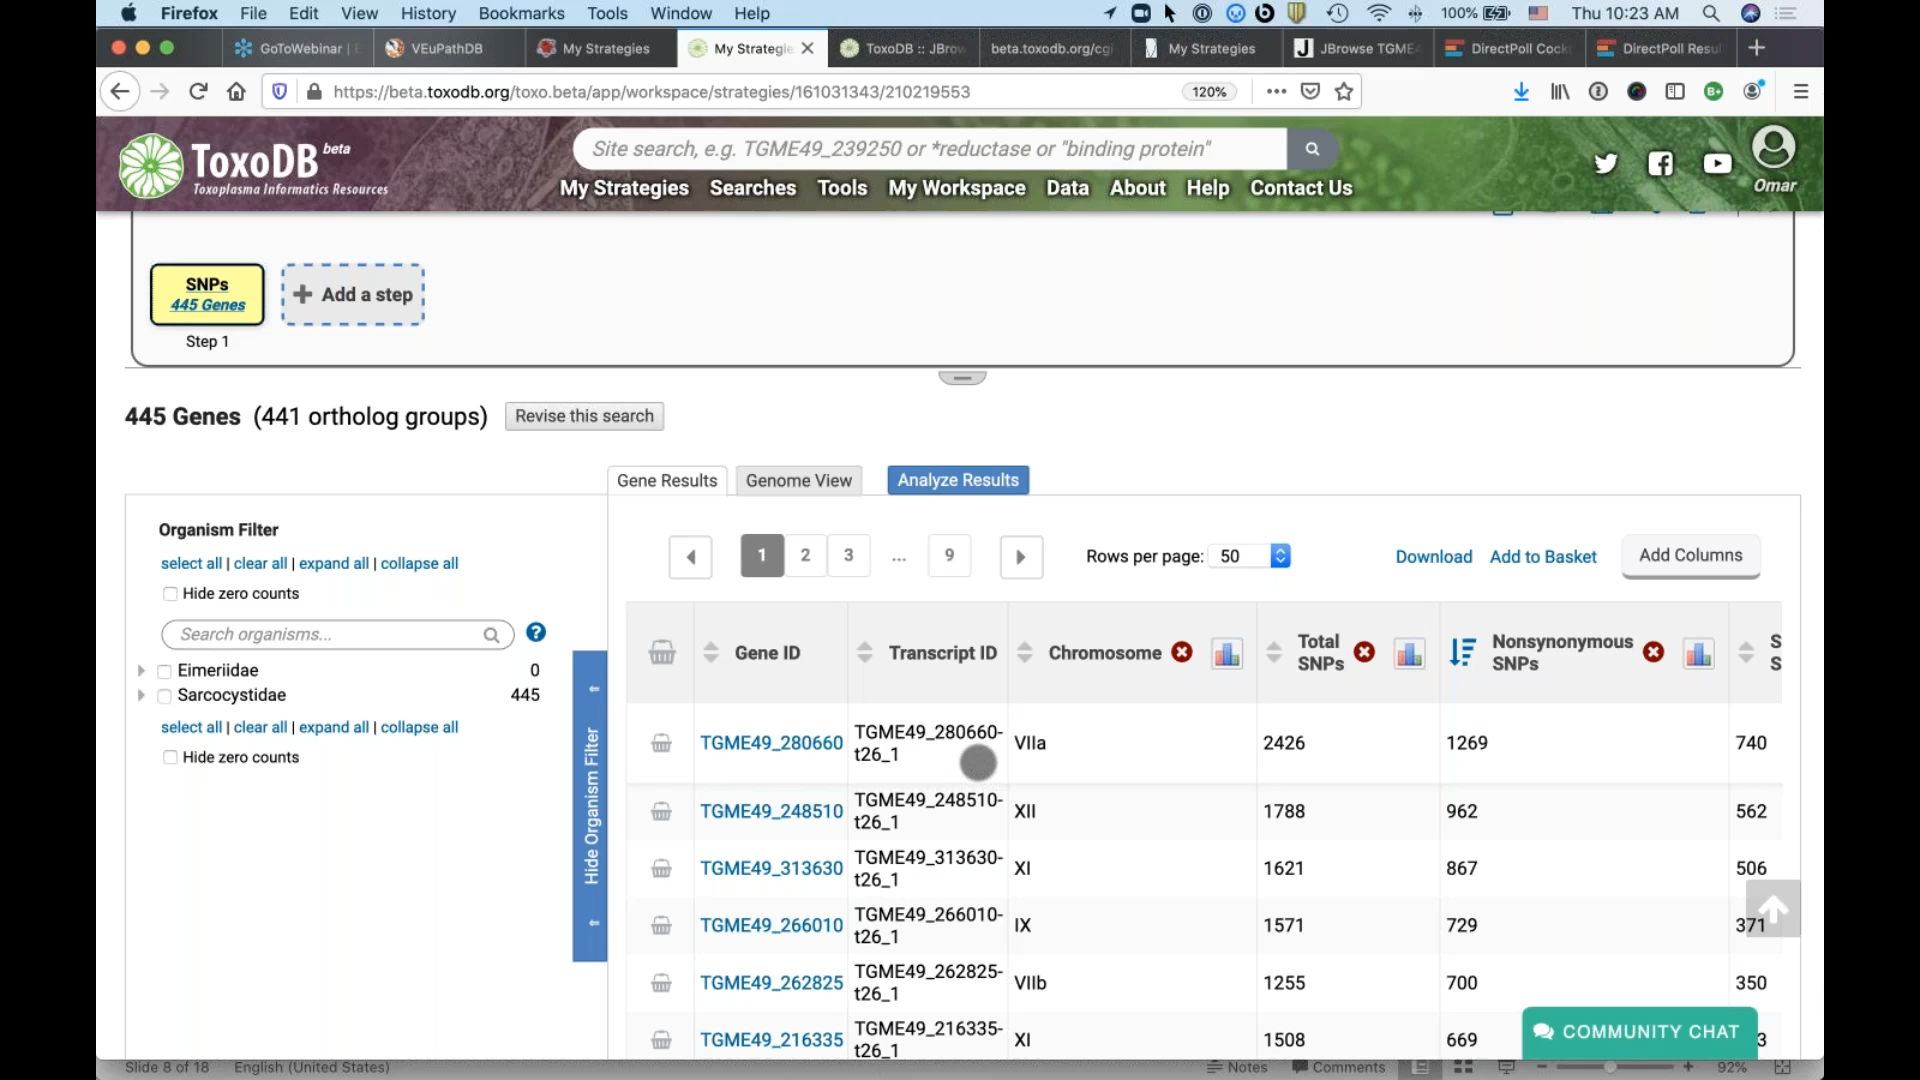 Firefox File Edit View History Bookmarks Tools Window Help 100% Thu 10:23 AM
GoToWebinar | VEuPathDB My Strategies My Strategie ToxoDB :: JBrow beta.toxodb.org/cgi My Strategies JBrowse TGME4 DirectPoll Cock DirectPoll Resul
https://beta.toxodb.org/toxo.beta/app/workspace/strategies/161031343/210219553 120%
ToxoDB beta
Toxoplasma Informatics Resources
Site search, e.g. TGME49_239250 or *reductase or "binding protein"
My Strategies Searches Tools My Workspace Data About Help Contact Us
Omar
SNPs
445 Genes
+ Add a step
Step 1
445 Genes (441 ortholog groups) Revise this search
Gene Results Genome View Analyze Results
Organism Filter
select all | clear all | expand all | collapse all
Hide zero counts
Search organisms... ?
Eimeriidae 0
Sarcocystidae 445
select all | clear all | expand all | collapse all
Hide zero counts
Hide Organism Filter
1 2 3 ... 9 Rows per page: 50 Download Add to Basket Add Columns
Gene ID Transcript ID Chromosome Total SNPs Nonsynonymous SNPs S S
TGME49_280660 TGME49_280660-t26_1 VIIa 2426 1269 740
TGME49_248510 TGME49_248510-t26_1 XII 1788 962 562
TGME49_313630 TGME49_313630-t26_1 XI 1621 867 506
TGME49_266010 TGME49_266010-t26_1 IX 1571 729 371
TGME49_262825 TGME49_262825-t26_1 VIIb 1255 700 350
TGME49_216335 TGME49_216335-t26_1 XI 1508 669 3
COMMUNITY CHAT
Slide 8 of 18 English (United States) Notes Comments 92%